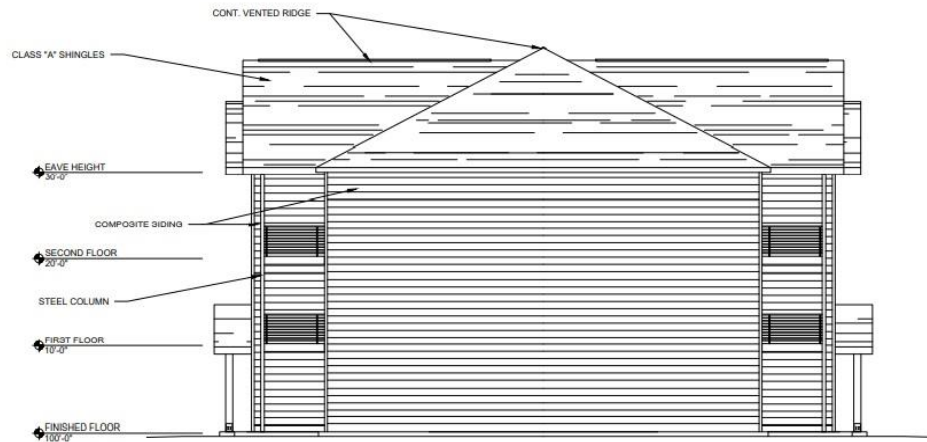 CONT. VENTED RIDGE
CLASS "A" SHINGLES
EAVE HEIGHT
30'-0"
COMPOSITE SIDING
SECOND FLOOR
20'-0"
STEEL COLUMN
FIRST FLOOR
10'-0"
FINISHED FLOOR
100'-0"